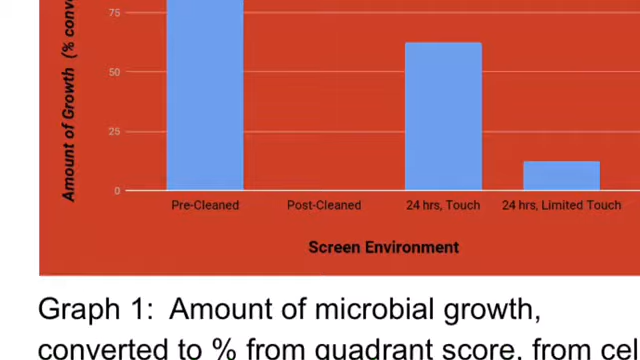 75
Amount of Growth (% conv
50
25
0
Pre-Cleaned Post-Cleaned 24 hrs, Touch 24 hrs, Limited Touch
Screen Environment
Graph 1: Amount of microbial growth,
converted to % from quadrant score, from cel